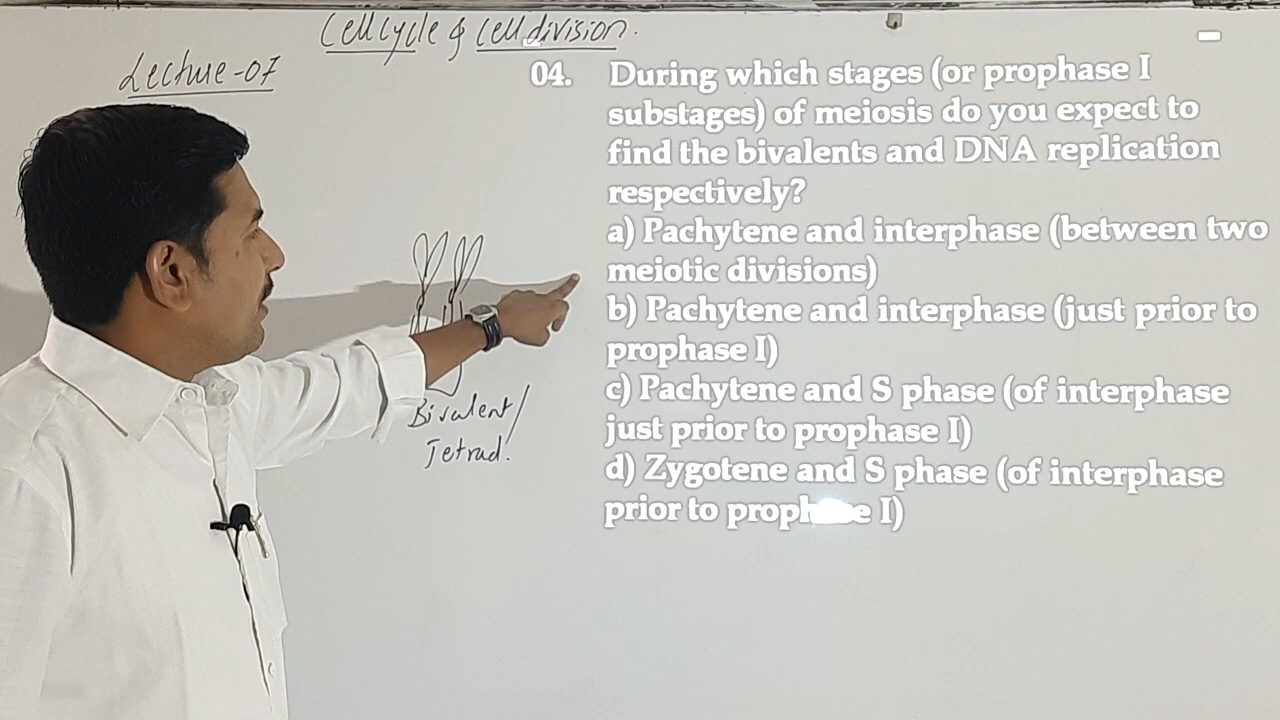 Cell cycle & cell division.
Lecture-07
04. During which stages (or prophase I
substages) of meiosis do you expect to
find the bivalents and DNA replication
respectively?
a) Pachytene and interphase (between two
meiotic divisions)
b) Pachytene and interphase (just prior to
prophase I)
c) Pachytene and S phase (of interphase
just prior to prophase I)
d) Zygotene and S phase (of interphase
prior to prophase I)
Bivalent/
Tetrad.